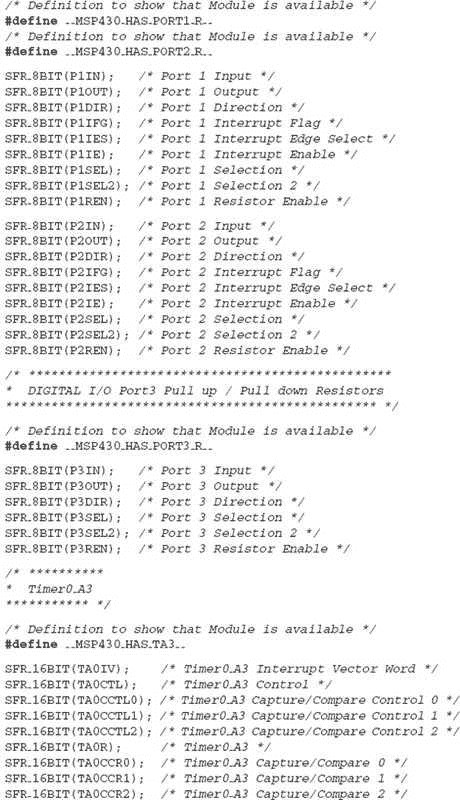 /* Definition to show that Module is available */
#define __MSP430_HAS_PORT1_R__
/* Definition to show that Module is available */
#define __MSP430_HAS_PORT2_R__
SFR_8BIT(P1IN); /* Port 1 Input */
SFR_8BIT(P1OUT); /* Port 1 Output */
SFR_8BIT(P1DIR); /* Port 1 Direction */
SFR_8BIT(P1IFG); /* Port 1 Interrupt Flag */
SFR_8BIT(P1IES); /* Port 1 Interrupt Edge Select */
SFR_8BIT(P1IE); /* Port 1 Interrupt Enable */
SFR_8BIT(P1SEL); /* Port 1 Selection */
SFR_8BIT(P1SEL2); /* Port 1 Selection 2 */
SFR_8BIT(P1REN); /* Port 1 Resistor Enable */
SFR_8BIT(P2IN); /* Port 2 Input */
SFR_8BIT(P2OUT); /* Port 2 Output */
SFR_8BIT(P2DIR); /* Port 2 Direction */
SFR_8BIT(P2IFG); /* Port 2 Interrupt Flag */
SFR_8BIT(P2IES); /* Port 2 Interrupt Edge Select */
SFR_8BIT(P2IE); /* Port 2 Interrupt Enable */
SFR_8BIT(P2SEL); /* Port 2 Selection */
SFR_8BIT(P2SEL2); /* Port 2 Selection 2 */
SFR_8BIT(P2REN); /* Port 2 Resistor Enable */
/* *************************************************
* DIGITAL I/O Port3 Pull up / Pull down Resistors
************************************************** */
/* Definition to show that Module is available */
#define __MSP430_HAS_PORT3_R__
SFR_8BIT(P3IN); /* Port 3 Input */
SFR_8BIT(P3OUT); /* Port 3 Output */
SFR_8BIT(P3DIR); /* Port 3 Direction */
SFR_8BIT(P3SEL); /* Port 3 Selection */
SFR_8BIT(P3SEL2); /* Port 3 Selection 2 */
SFR_8BIT(P3REN); /* Port 3 Resistor Enable */
/* **********
* Timer0_A3
*********** */
/* Definition to show that Module is available */
#define __MSP430_HAS_TA3__
SFR_16BIT(TA0IV); /* Timer0_A3 Interrupt Vector Word */
SFR_16BIT(TA0CTL); /* Timer0_A3 Control */
SFR_16BIT(TA0CCTL0); /* Timer0_A3 Capture/Compare Control 0 */
SFR_16BIT(TA0CCTL1); /* Timer0_A3 Capture/Compare Control 1 */
SFR_16BIT(TA0CCTL2); /* Timer0_A3 Capture/Compare Control 2 */
SFR_16BIT(TA0R); /* Timer0_A3 */
SFR_16BIT(TA0CCR0); /* Timer0_A3 Capture/Compare 0 */
SFR_16BIT(TA0CCR1); /* Timer0_A3 Capture/Compare 1 */
SFR_16BIT(TA0CCR2); /* Timer0_A3 Capture/Compare 2 */